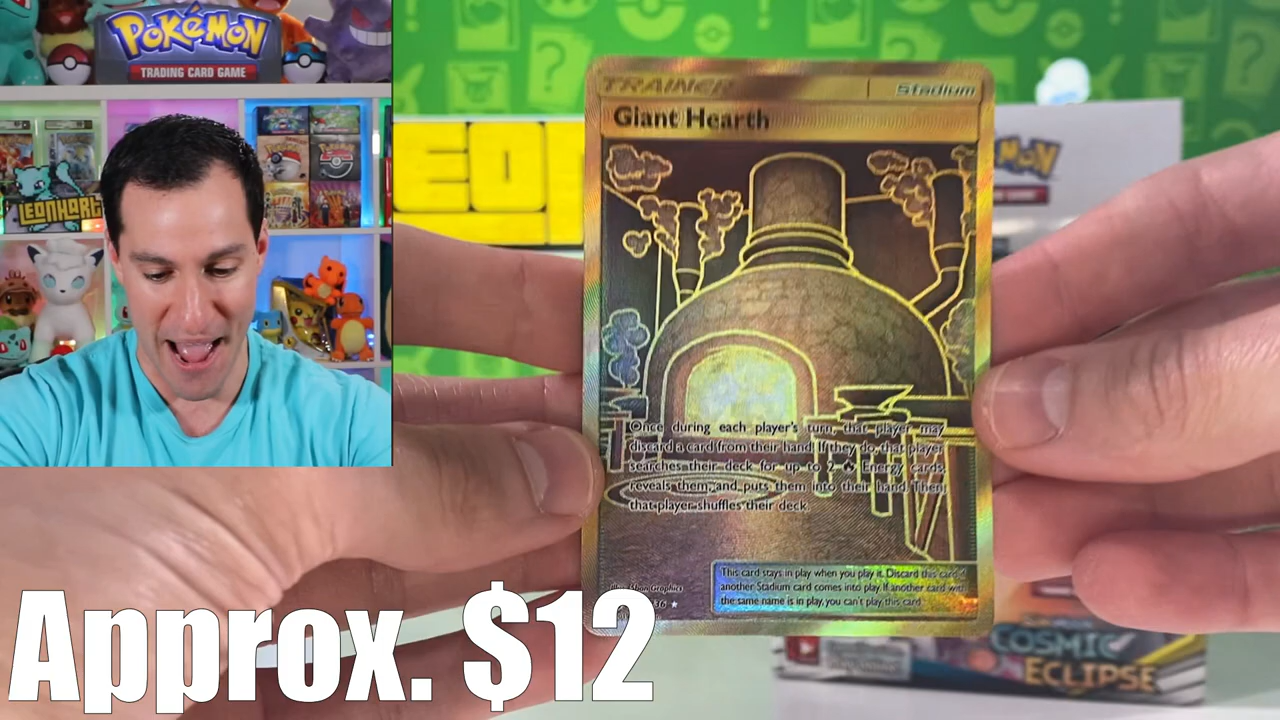 POKÉMON
TRADING CARD GAME
LEONHART
TRAINER
Stadium
Giant Hearth
Once during each player's turn, that player may
discard a card from their hand. If they do, that player
searches their deck for up to 2 Energy cards,
reveals them, and puts them into their hand. Then,
that player shuffles their deck.
This card stays in play when you play it. Discard this card if
another Stadium card comes into play. If another card with
the same name is in play, you can't play this card.
Graphics
COSMIC
ECLIPSE
Approx. $12